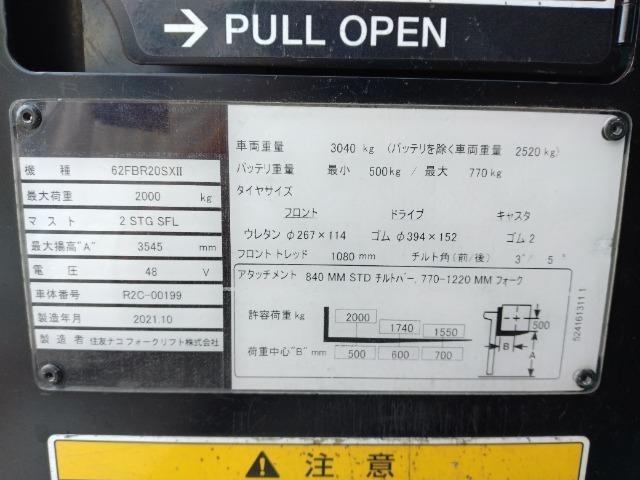 → PULL OPEN
機 種 62FBR20SXII
最大荷重 2000 kg
マ ス ト 2 STG SFL
最大揚高"A" 3545 mm
電 圧 48 V
車体番号 R2C-00199
製造年月 2021.10
製 造 者 住友ナコ フォークリフト株式会社
車両重量 3040 kg (バッテリを除く車両重量 2520 kg)
バッテリ重量 最小 500kg / 最大 770kg
タイヤサイズ
フロント ドライブ キャスタ
ウレタン φ267×114 ゴム φ394×152 ゴム 2
フロント トレッド 1080 mm チルト角 (前/後) 3°/ 5°
アタッチメント 840 MM STD チルトバー, 770-1220 MM フォーク
許容荷重 kg 2000 1740 1550
荷重中心"B" mm 500 600 700
500
B
A
524161311 1
注 意